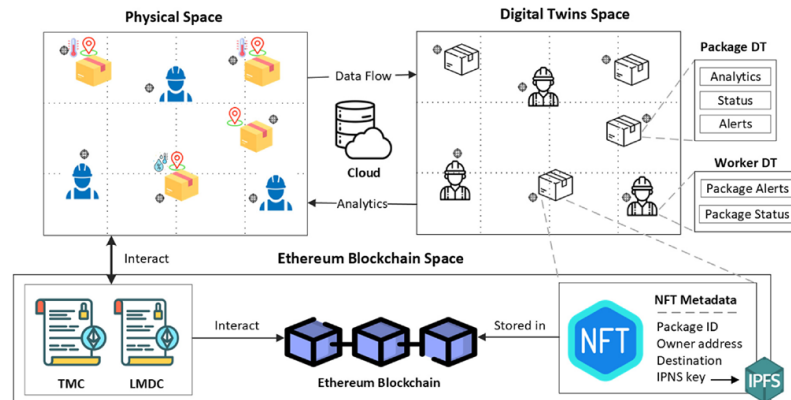 Physical Space
Digital Twins Space
Data Flow
Cloud
Analytics
Package DT
Analytics
Status
Alerts
Worker DT
Package Alerts
Package Status
Interact
Ethereum Blockchain Space
TMC
LMDC
Interact
Ethereum Blockchain
Stored in
NFT
NFT Metadata
Package ID
Owner address
Destination
IPNS key
IPFS